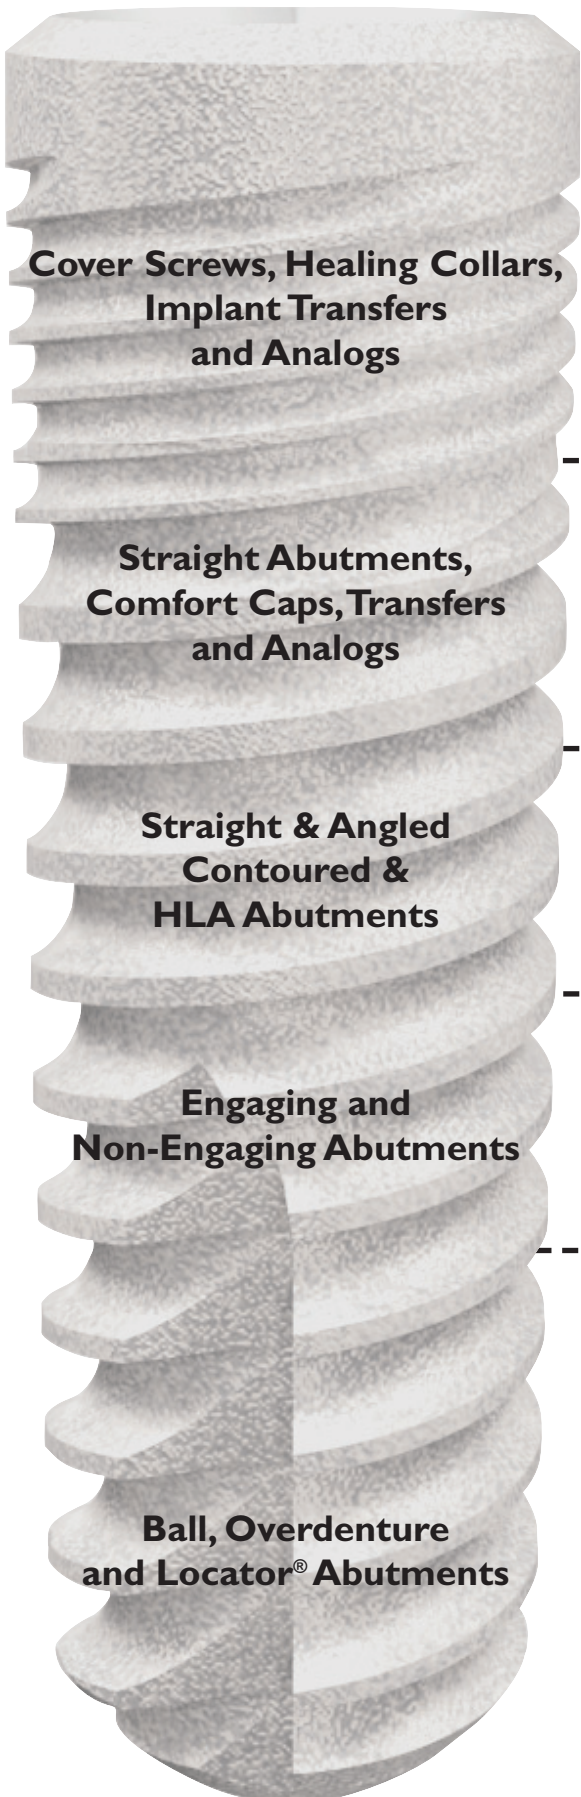 Cover Screws, Healing Collars,
Implant Transfers
and Analogs
Straight Abutments,
Comfort Caps, Transfers
and Analogs
Straight & Angled
Contoured &
HLA Abutments
Engaging and
Non-Engaging Abutments
Ball, Overdenture
and Locator® Abutments